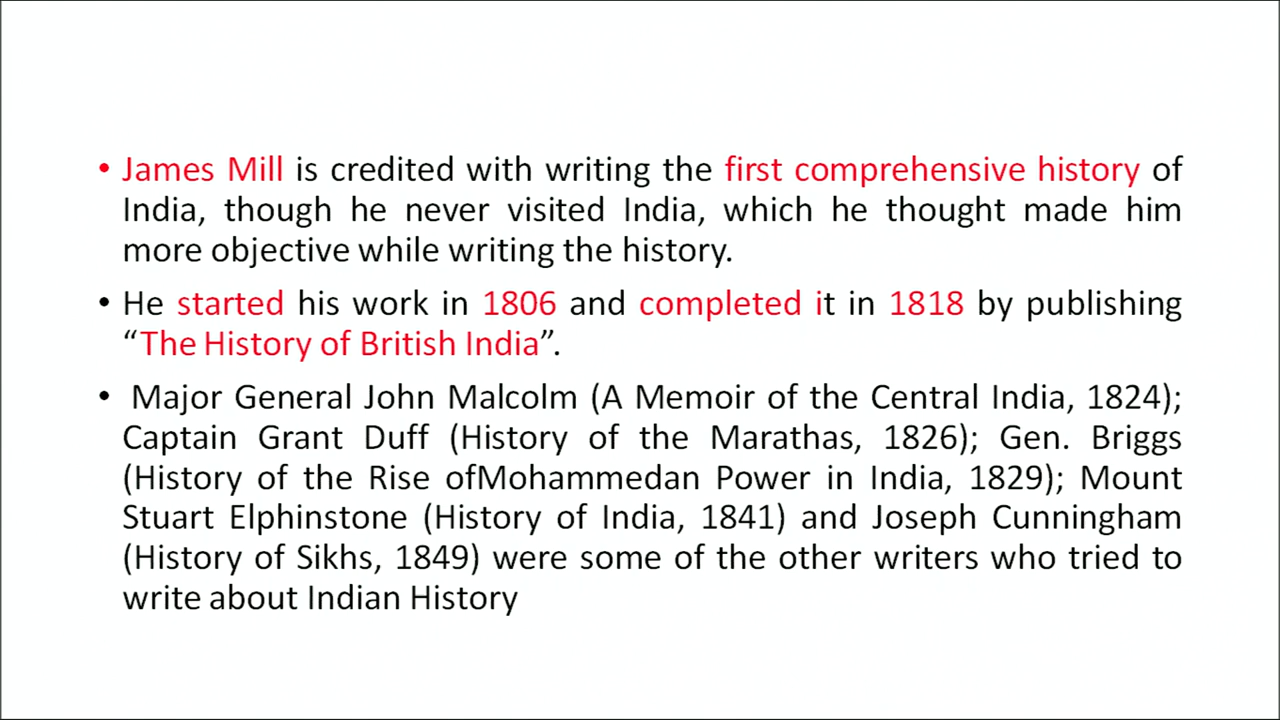 • James Mill is credited with writing the first comprehensive history of
India, though he never visited India, which he thought made him
more objective while writing the history.
• He started his work in 1806 and completed it in 1818 by publishing
“The History of British India”.
• Major General John Malcolm (A Memoir of the Central India, 1824);
Captain Grant Duff (History of the Marathas, 1826); Gen. Briggs
(History of the Rise ofMohammedan Power in India, 1829); Mount
Stuart Elphinstone (History of India, 1841) and Joseph Cunningham
(History of Sikhs, 1849) were some of the other writers who tried to
write about Indian History